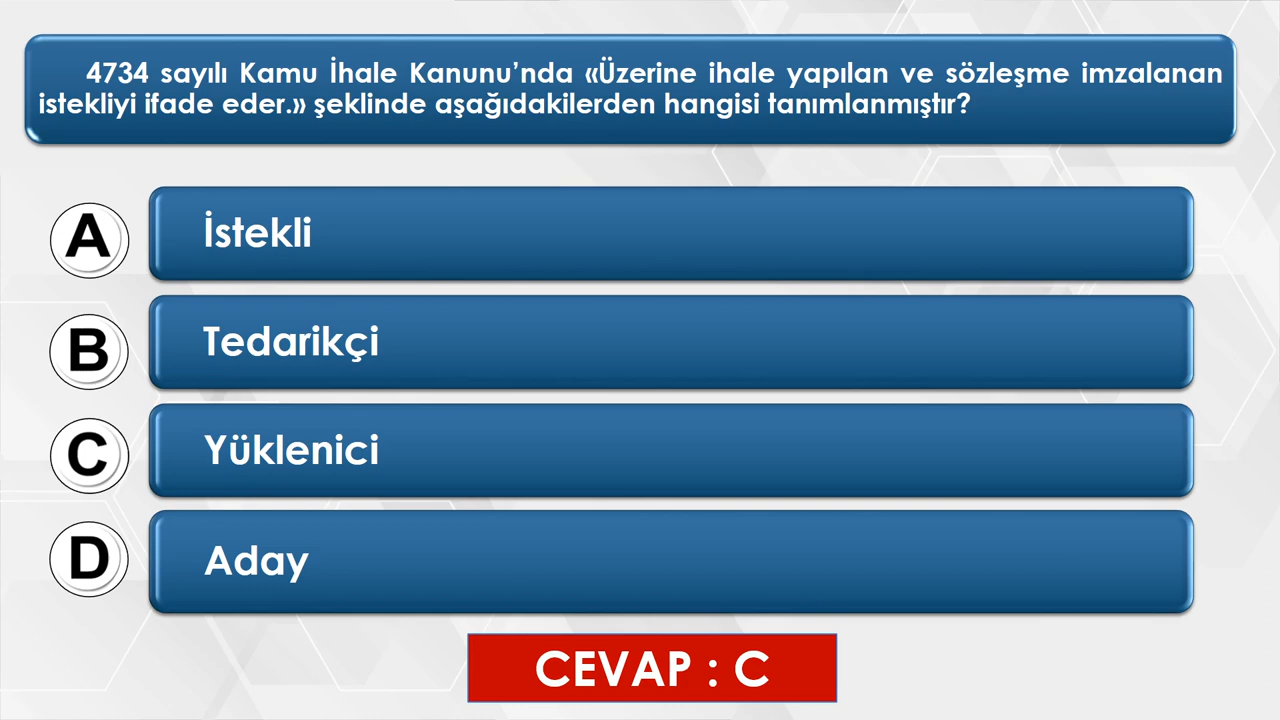 4734 sayılı Kamu İhale Kanunu’nda «Üzerine ihale yapılan ve sözleşme imzalanan
istekliyi ifade eder.» şeklinde aşağıdakilerden hangisi tanımlanmıştır?
A İstekli
B Tedarikçi
C Yüklenici
D Aday
CEVAP : C